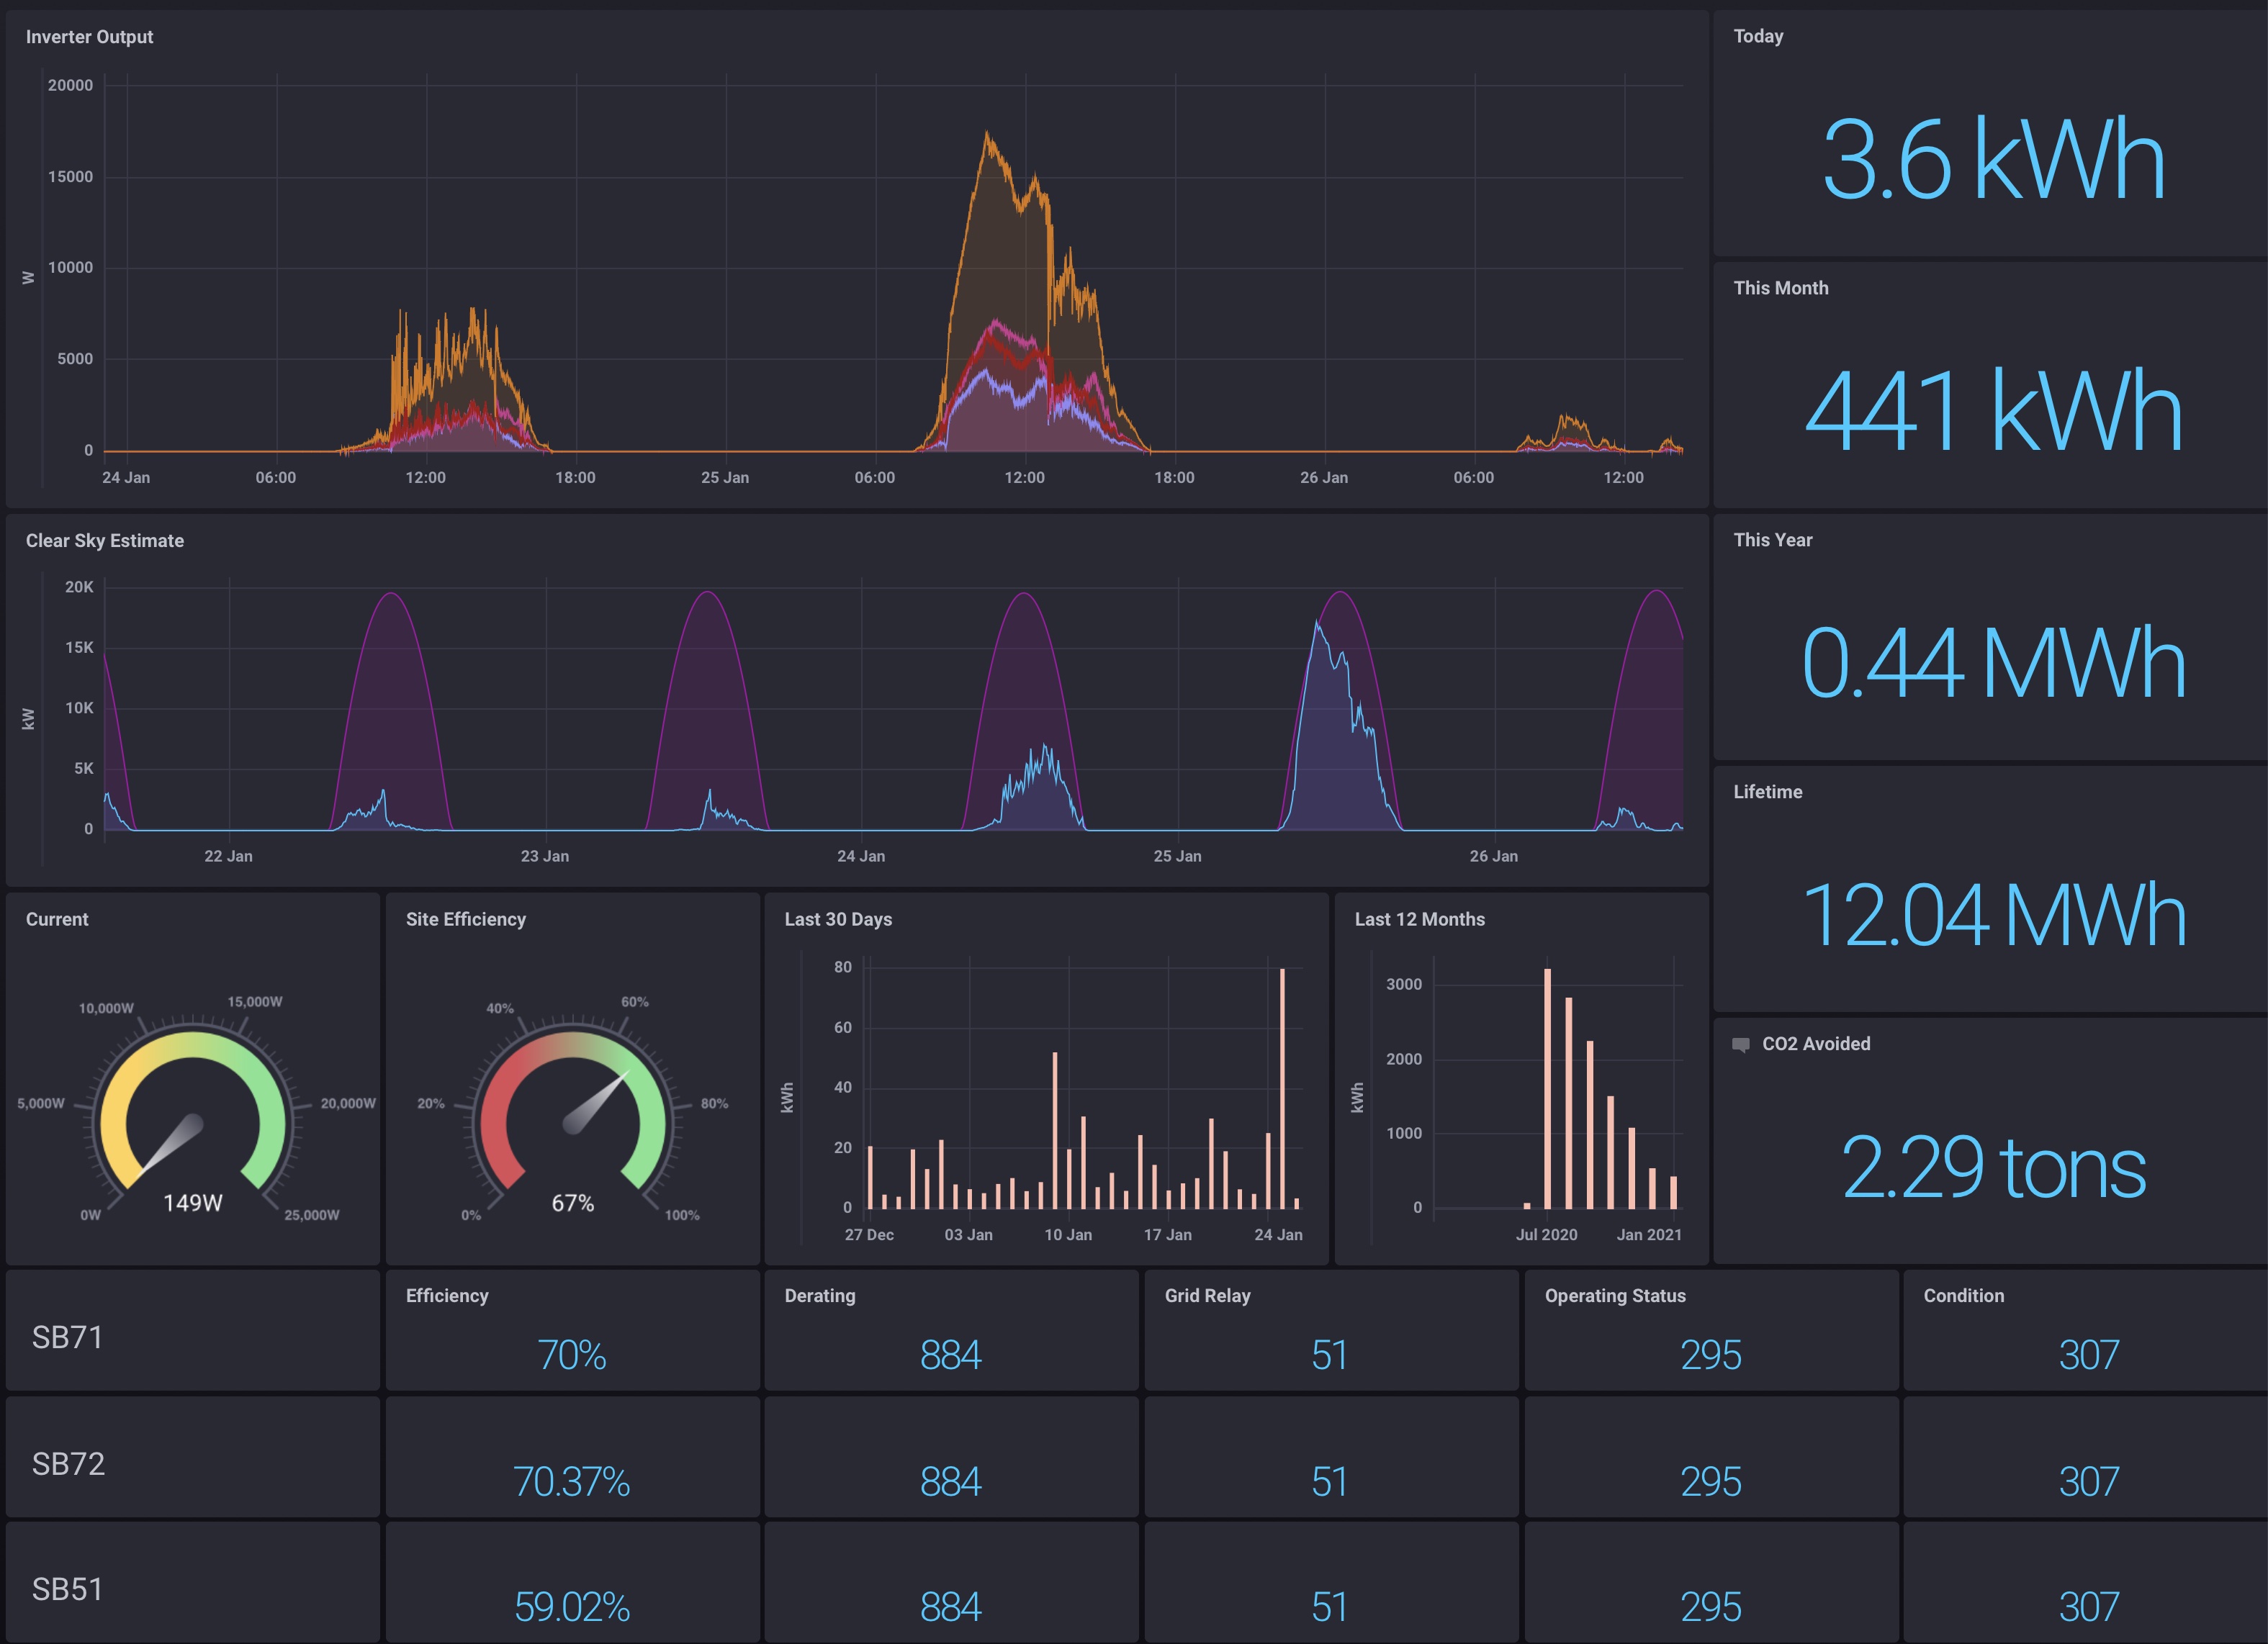 Inverter Output
20000
15000
10000
5000
0
W
24 Jan 06:00 12:00 18:00 25 Jan 06:00 12:00 18:00 26 Jan 06:00 12:00
Today
3.6 kWh
This Month
441 kWh
Clear Sky Estimate
20K
15K
10K
5K
0
kW
22 Jan 23 Jan 24 Jan 25 Jan 26 Jan
This Year
0.44 MWh
Lifetime
12.04 MWh
Current
0W
5,000W
10,000W
15,000W
20,000W
25,000W
149W
Site Efficiency
0%
20%
40%
60%
80%
100%
67%
Last 30 Days
80
60
40
20
0
kWh
27 Dec 03 Jan 10 Jan 17 Jan 24 Jan
Last 12 Months
3000
2000
1000
0
kWh
Jul 2020 Jan 2021
CO2 Avoided
2.29 tons
Efficiency Derating Grid Relay Operating Status Condition
SB71 70% 884 51 295 307
SB72 70.37% 884 51 295 307
SB51 59.02% 884 51 295 307